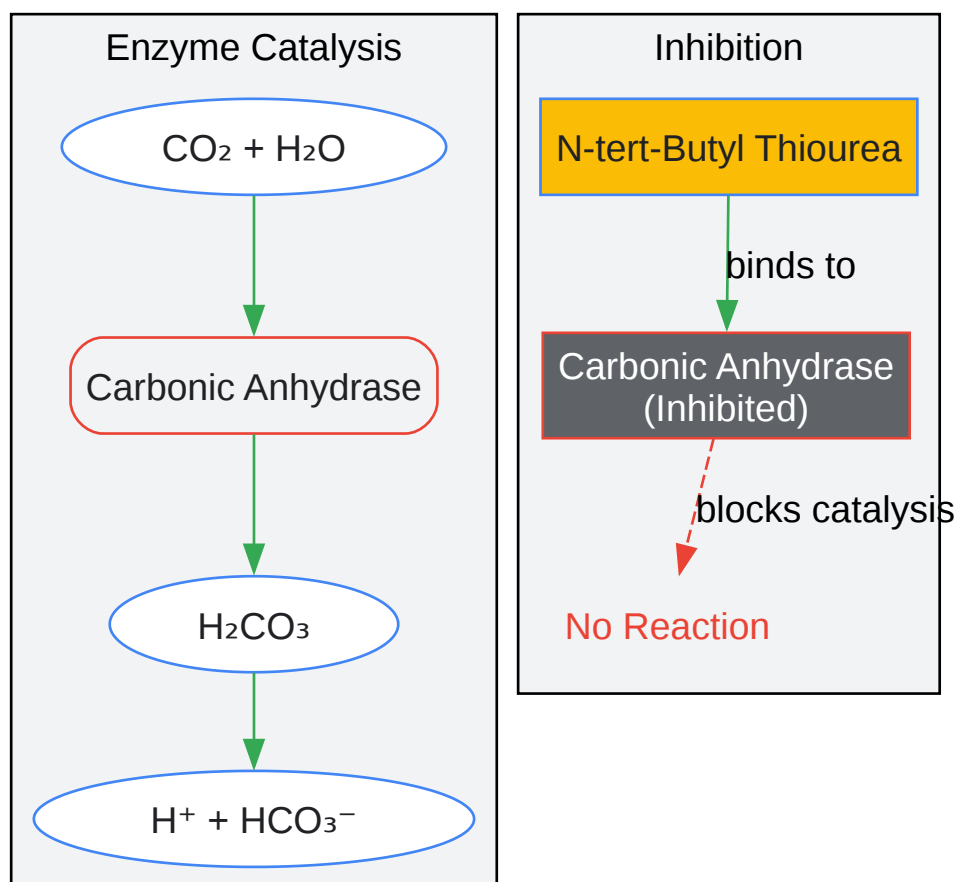 Enzyme Catalysis
CO₂ + H₂O
Carbonic Anhydrase
H₂CO₃
H⁺ + HCO₃⁻
Inhibition
N-tert-Butyl Thiourea
binds to
Carbonic Anhydrase
(Inhibited)
blocks catalysis
No Reaction